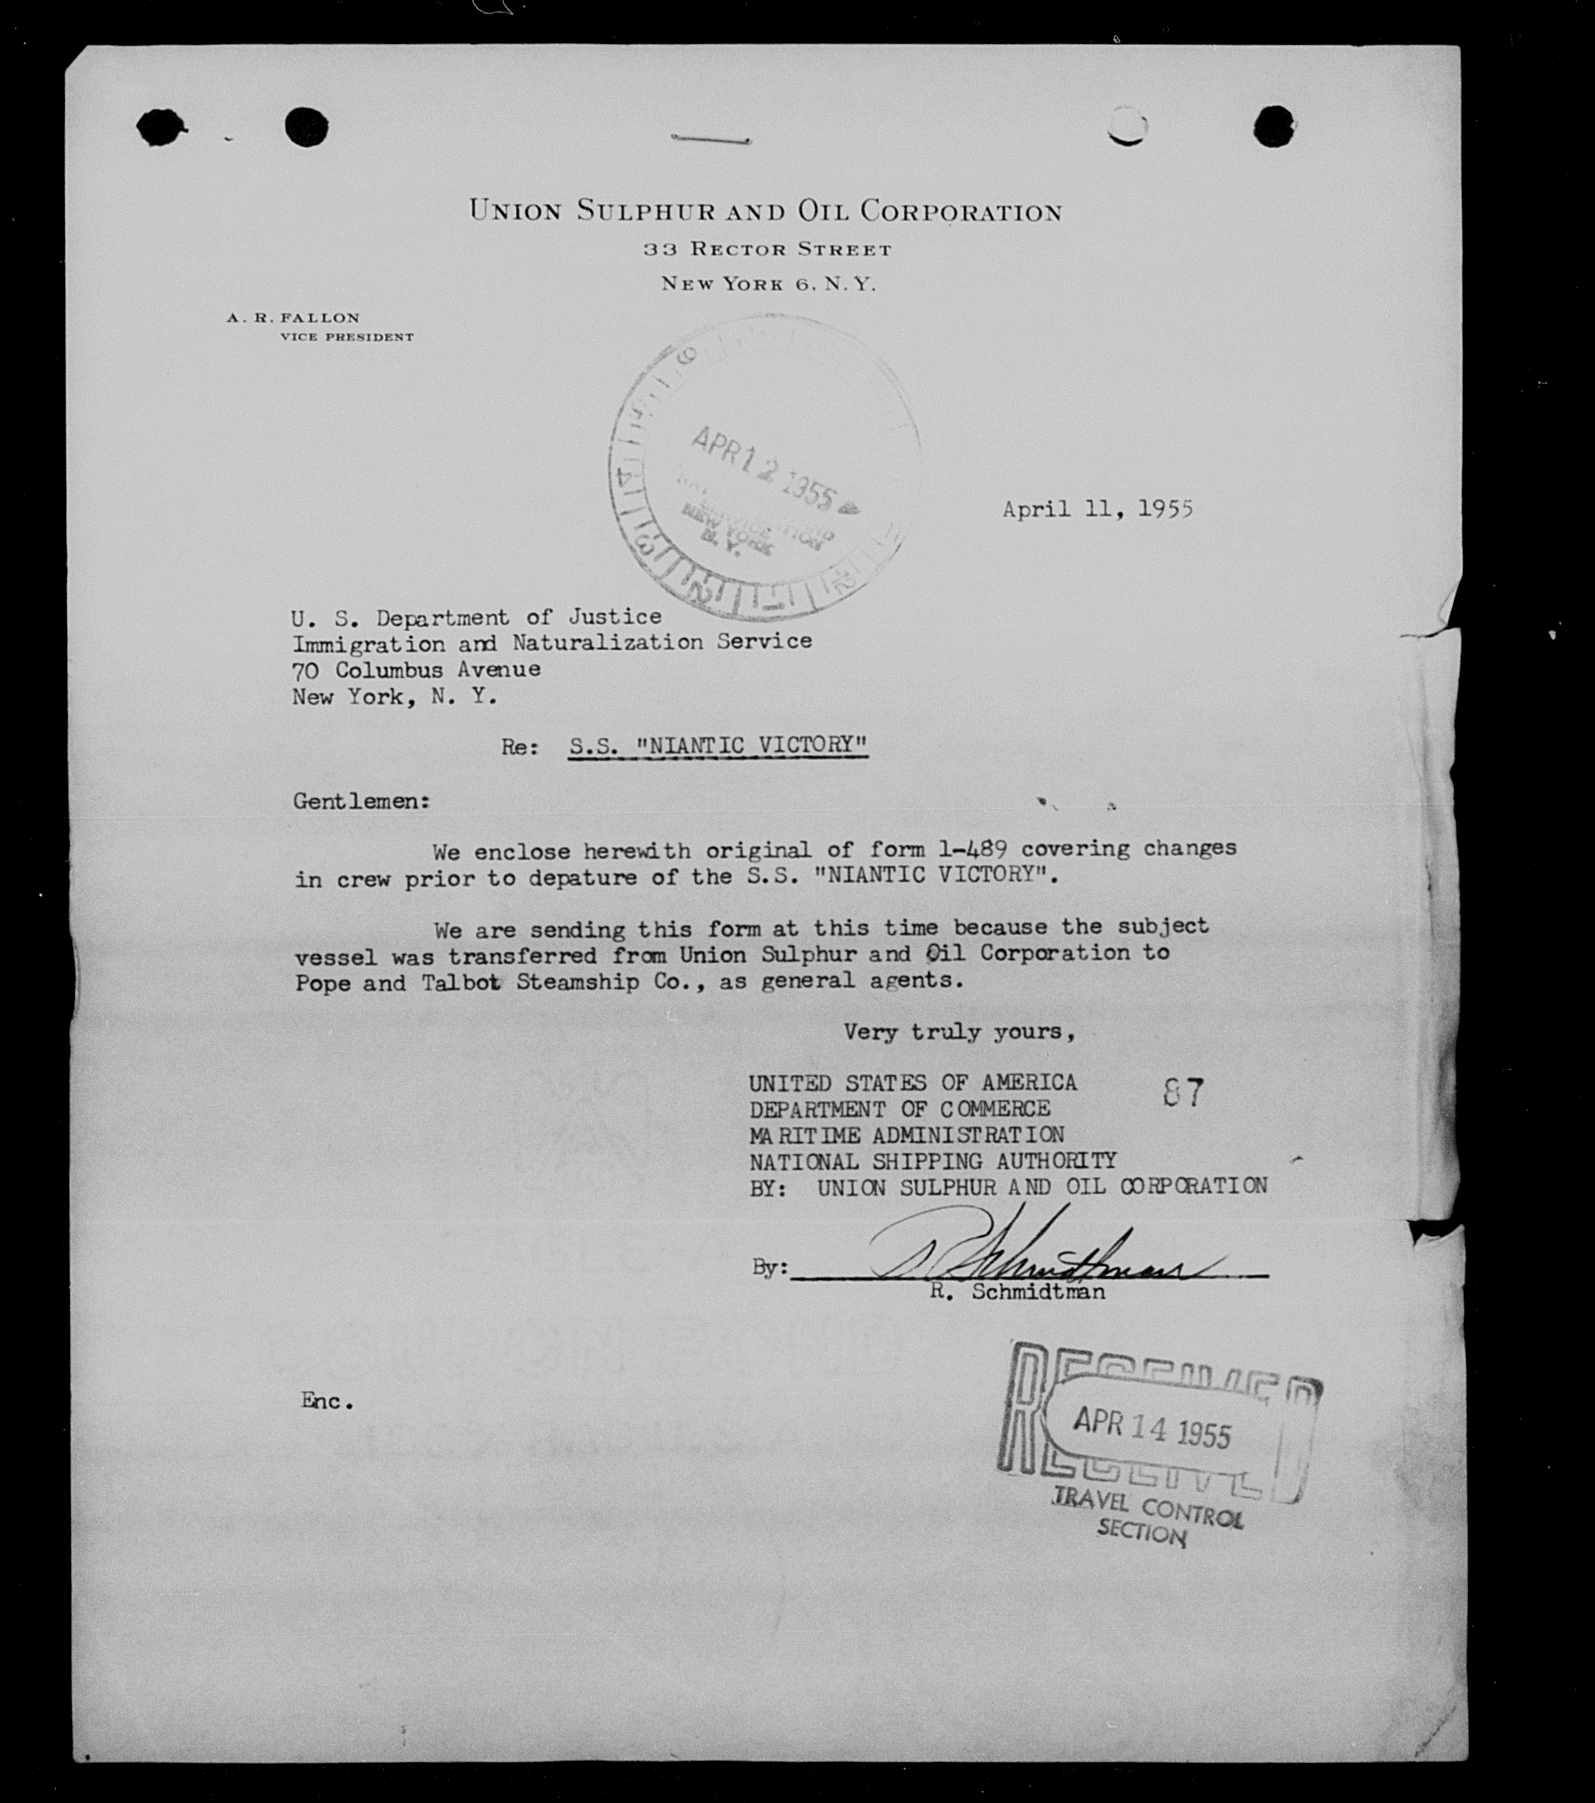 UNION SULPHUR AND OIL CORPORATION
33 RECTOR STREET
NEW YORK 6, N. Y.
A. R. FALLON
VICE PRESIDENT
APR 12 1955
NEW YORK
N. Y.
April 11, 1955
U. S. Department of Justice
Immigration and Naturalization Service
70 Columbus Avenue
New York, N. Y.
Re: S.S. "NIANTIC VICTORY"
Gentlemen:
We enclose herewith original of form 1-489 covering changes
in crew prior to depature of the S.S. "NIANTIC VICTORY".
We are sending this form at this time because the subject
vessel was transferred from Union Sulphur and Oil Corporation to
Pope and Talbot Steamship Co., as general agents.
Very truly yours,
UNITED STATES OF AMERICA
DEPARTMENT OF COMMERCE
MARITIME ADMINISTRATION
NATIONAL SHIPPING AUTHORITY
BY: UNION SULPHUR AND OIL CORPORATION
87
By: R Schmidtman
R. Schmidtman
Enc.
RECEIVED
APR 14 1955
RECEIVED
TRAVEL CONTROL
SECTION